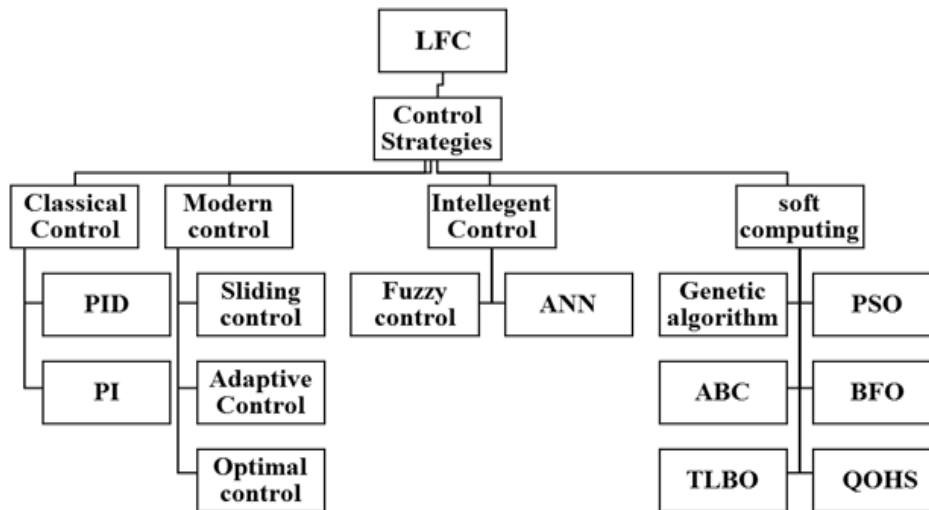 LFC
Control
Strategies
Classical
Control
Modern
control
Intellegent
Control
soft
computing
PID
Sliding
control
Fuzzy
control
ANN
Genetic
algorithm
PSO
PI
Adaptive
Control
ABC
BFO
Optimal
control
TLBO
QOHS